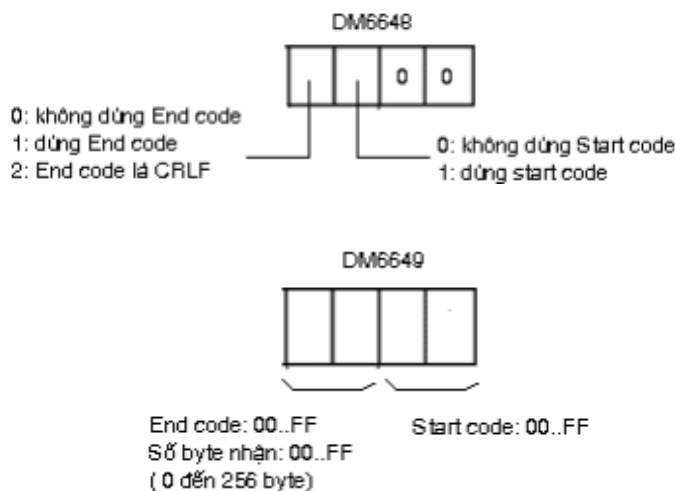 DM6648
0 0
0: không dùng End code
1: dùng End code
2: End code là CRLF
0: không dùng Start code
1: dùng start code
DM6649
End code: 00..FF
Số byte nhận: 00..FF
( 0 đến 256 byte)
Start code: 00..FF